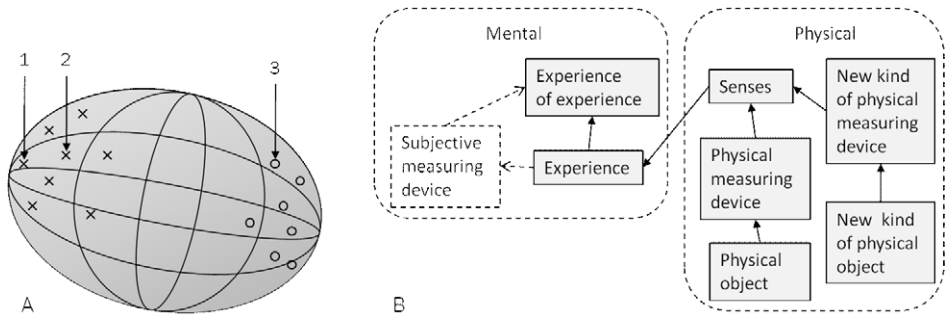 1
2
3
A
B
Mental
Experience
of experience
Subjective
measuring
device
Experience
Physical
Senses
New kind
of physical
measuring
device
Physical
measuring
device
New kind
of physical
object
Physical
object